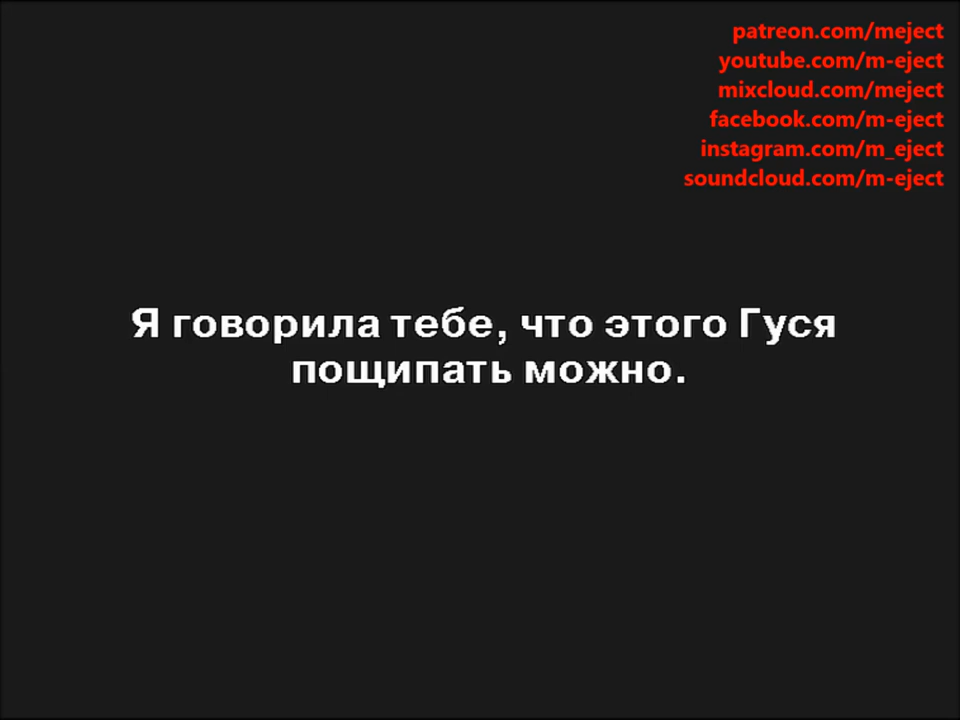 patreon.com/meject
youtube.com/m-eject
mixcloud.com/meject
facebook.com/m-eject
instagram.com/m_eject
soundcloud.com/m-eject
Я говорила тебе, что этого Гуся
пощипать можно.